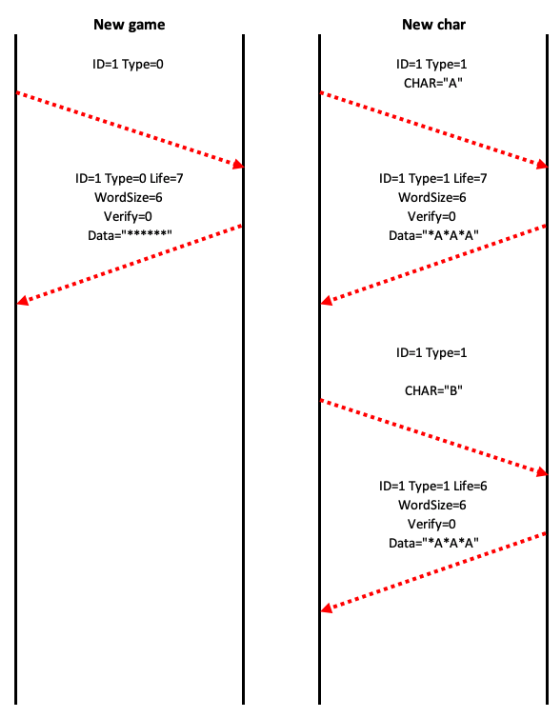 New game
ID=1 Type=0
ID=1 Type=0 Life=7
WordSize=6
Verify=0
Data="******"
New char
ID=1 Type=1
CHAR="A"
ID=1 Type=1 Life=7
WordSize=6
Verify=0
Data="*A*A*A"
ID=1 Type=1
CHAR="B"
ID=1 Type=1 Life=6
WordSize=6
Verify=0
Data="*A*A*A"